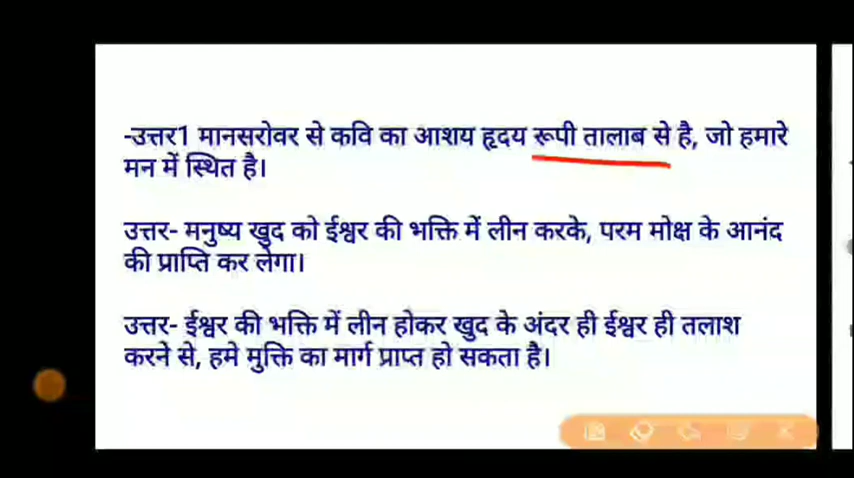 -उत्तर1 मानसरोवर से कवि का आशय हृदय रूपी तालाब से है, जो हमारे
मन में स्थित है।
उत्तर- मनुष्य खुद को ईश्वर की भक्ति में लीन करके, परम मोक्ष के आनंद
की प्राप्ति कर लेगा।
उत्तर- ईश्वर की भक्ति में लीन होकर खुद के अंदर ही ईश्वर ही तलाश
करने से, हमे मुक्ति का मार्ग प्राप्त हो सकता है।